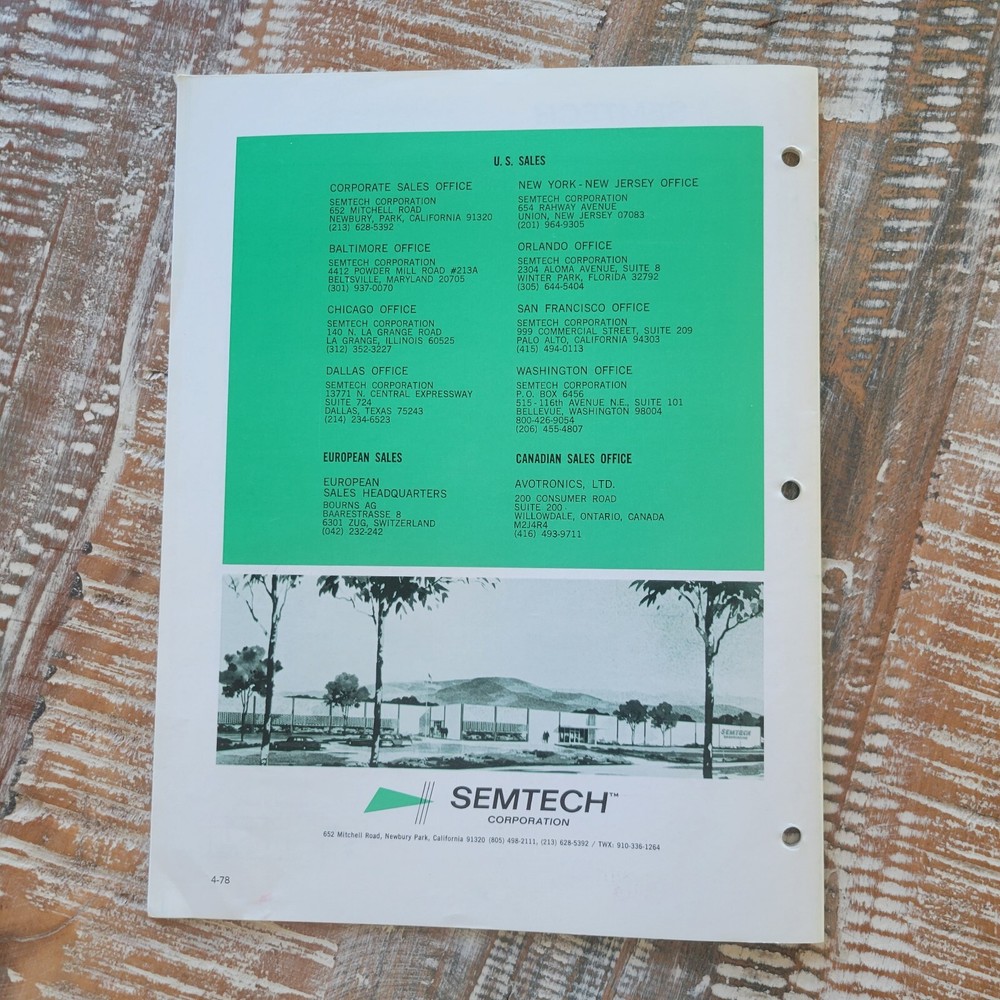 U. S. SALES
CORPORATE SALES OFFICE
SEMTECH CORPORATION
652 MITCHELL ROAD
NEWBURY, PARK, CALIFORNIA 91320
(213) 628-5392
BALTIMORE OFFICE
SEMTECH CORPORATION
4412 POWDER MILL ROAD #213A
BELTSVILLE, MARYLAND 20705
(301) 937-0070
CHICAGO OFFICE
SEMTECH CORPORATION
140 N. LA GRANGE ROAD
LA GRANGE, ILLINOIS 60525
(312) 352-3227
DALLAS OFFICE
SEMTECH CORPORATION
13771 N. CENTRAL EXPRESSWAY
SUITE 724
DALLAS, TEXAS 75243
(214) 234-6523
NEW YORK - NEW JERSEY OFFICE
SEMTECH CORPORATION
654 RAHWAY AVENUE
UNION, NEW JERSEY 07083
(201) 964-9305
ORLANDO OFFICE
SEMTECH CORPORATION
2304 ALOMA AVENUE, SUITE 8
WINTER PARK, FLORIDA 32792
(305) 644-5404
SAN FRANCISCO OFFICE
SEMTECH CORPORATION
999 COMMERCIAL STREET, SUITE 209
PALO ALTO, CALIFORNIA 94303
(415) 494-0113
WASHINGTON OFFICE
SEMTECH CORPORATION
P.O. BOX 6456
515 - 116th AVENUE N.E., SUITE 101
BELLEVUE, WASHINGTON 98004
800-426-9054
(206) 455-4807
EUROPEAN SALES
EUROPEAN
SALES HEADQUARTERS
BOURNS AG
BAARESTRASSE 8
6301 ZUG, SWITZERLAND
(042) 232-242
CANADIAN SALES OFFICE
AVOTRONICS, LTD.
200 CONSUMER ROAD
SUITE 200
WILLOWDALE, ONTARIO, CANADA
M2J4R4
(416) 493-9711
SEMTECH
SEMTECH™
CORPORATION
652 Mitchell Road, Newbury Park, California 91320 (805) 498-2111, (213) 628-5392 / TWX: 910-336-1264
4-78